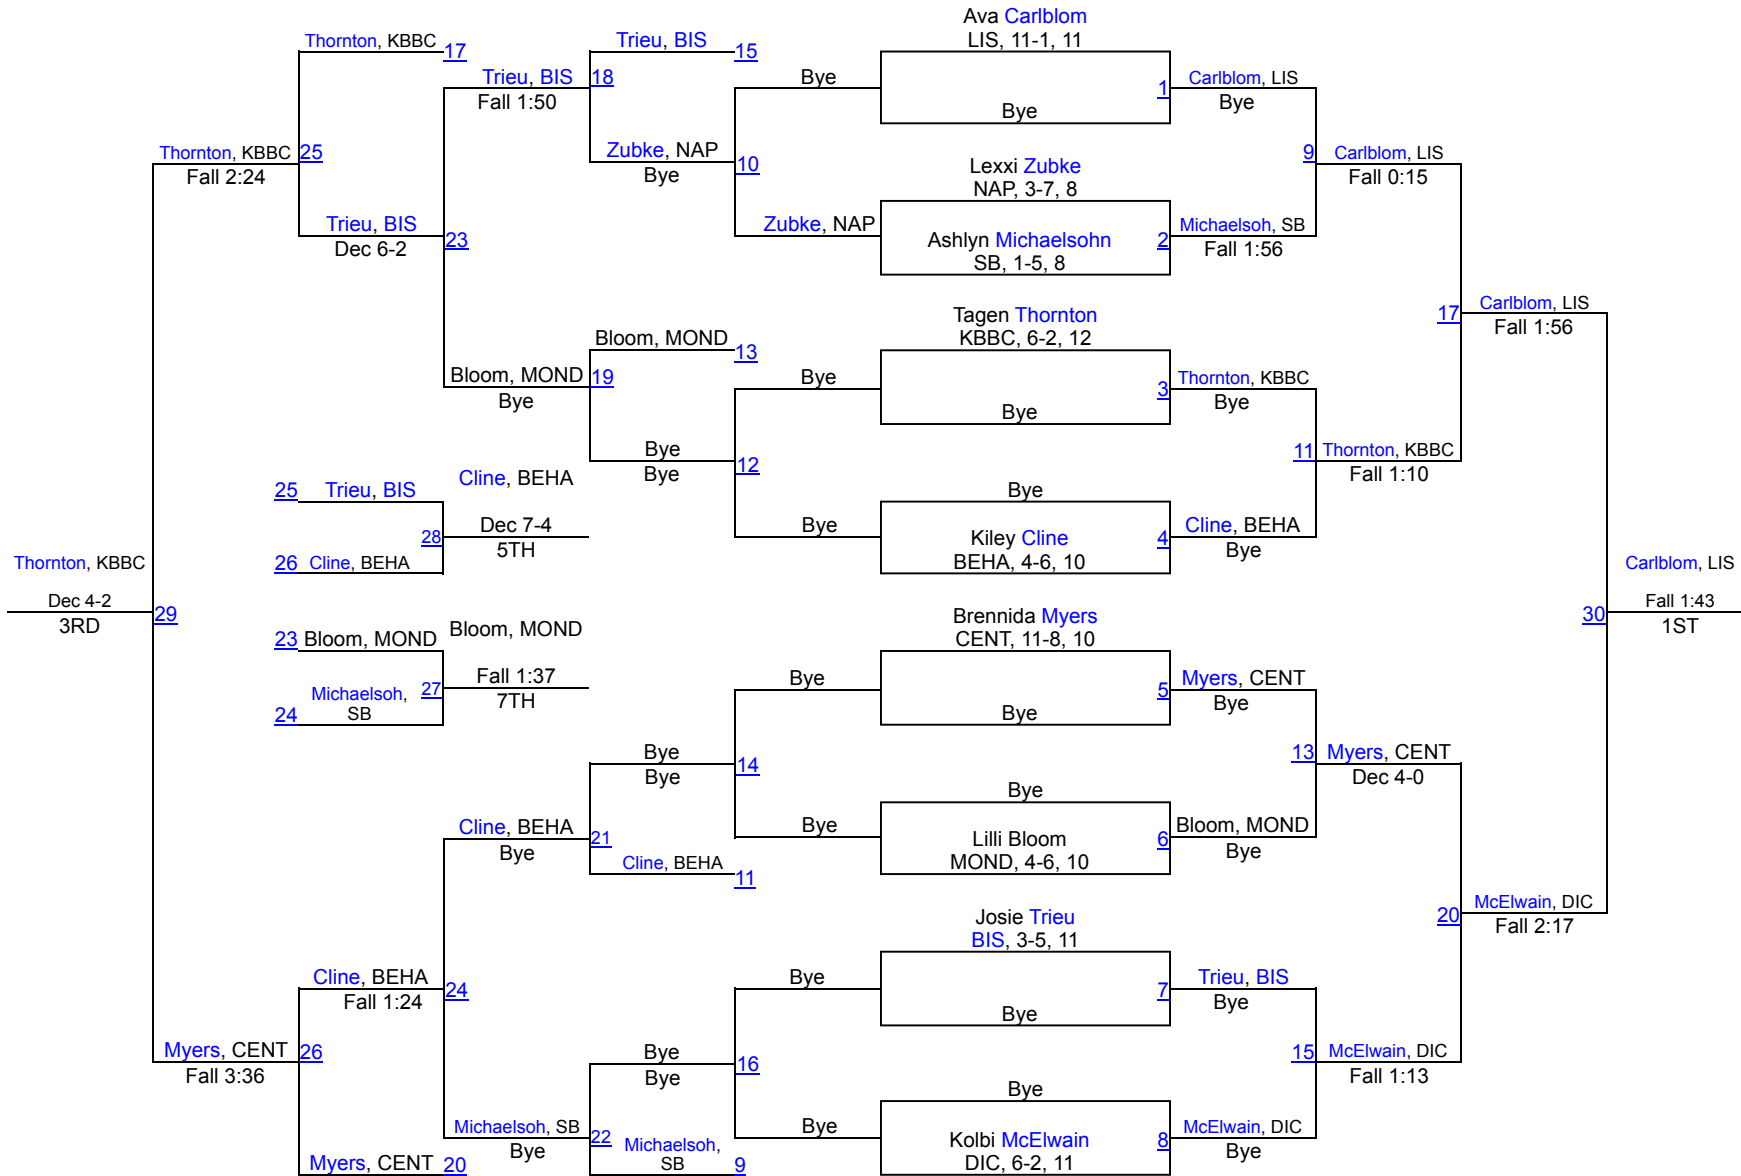 Ava Carlblom
LIS, 11-1, 11
Thornton, KBBC
17
Trieu, BIS
15
Trieu, BIS
18
Fall 1:50
Bye
Bye
1
Carlblom, LIS
Bye
Thornton, KBBC
25
Fall 2:24
Zubke, NAP
10
Bye
Lexxi Zubke
NAP, 3-7, 8
9
Carlblom, LIS
Fall 0:15
Trieu, BIS
23
Dec 6-2
Zubke, NAP
Ashlyn Michaelsohn
SB, 1-5, 8
2
Michaelsoh, SB
Fall 1:56
Tagen Thornton
KBBC, 6-2, 12
17
Carlblom, LIS
Fall 1:56
Bloom, MOND
13
Bloom, MOND
19
Bye
Bye
Bye
3
Thornton, KBBC
Bye
Bye
Bye
12
11
Thornton, KBBC
Fall 1:10
25
Trieu, BIS
Cline, BEHA
28
Dec 7-4
5TH
26
Cline, BEHA
Bye
Bye
Kiley Cline
BEHA, 4-6, 10
4
Cline, BEHA
Bye
Thornton, KBBC
Dec 4-2
3RD
29
Carlblom, LIS
30
Fall 1:43
1ST
Brennida Myers
CENT, 11-8, 10
23
Bloom, MOND
Bloom, MOND
27
Fall 1:37
7TH
24
Michaelsoh,
SB
Bye
Bye
5
Myers, CENT
Bye
Bye
Bye
14
13
Myers, CENT
Dec 4-0
Cline, BEHA
21
Bye
Cline, BEHA
11
Bye
Bye
Lilli Bloom
MOND, 4-6, 10
6
Bloom, MOND
Bye
20
McElwain, DIC
Fall 2:17
Josie Trieu
BIS, 3-5, 11
Cline, BEHA
24
Fall 1:24
Bye
Bye
7
Trieu, BIS
Bye
Myers, CENT
26
Fall 3:36
Bye
Bye
16
15
McElwain, DIC
Fall 1:13
Michaelsoh, SB
22
Bye
Michaelsoh,
SB
9
Bye
Bye
Kolbi McElwain
DIC, 6-2, 11
8
McElwain, DIC
Bye
Myers, CENT
20